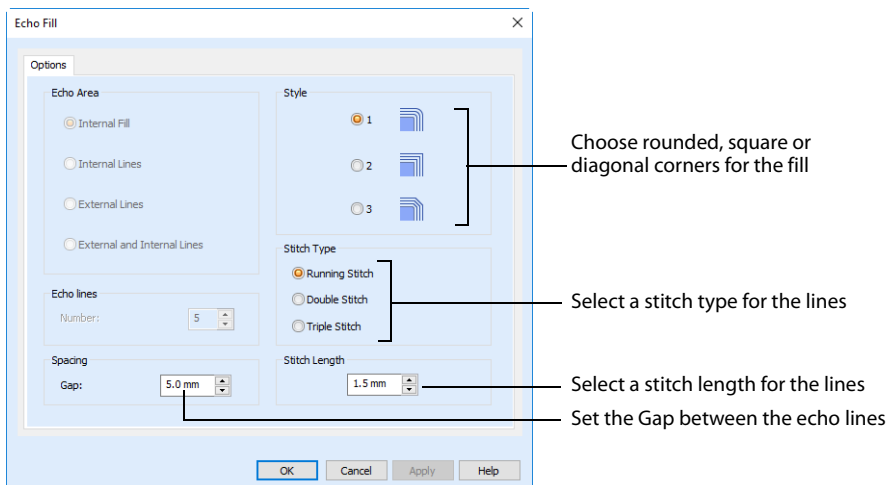 Echo Fill
Options
Echo Area
Internal Fill
Internal Lines
External Lines
External and Internal Lines
Echo lines
Number: 5
Spacing
Gap: 5.0 mm
Style
1
2
3
Stitch Type
Running Stitch
Double Stitch
Triple Stitch
Stitch Length
1.5 mm
OK Cancel Apply Help
Choose rounded, square or
diagonal corners for the fill
Select a stitch type for the lines
Select a stitch length for the lines
Set the Gap between the echo lines